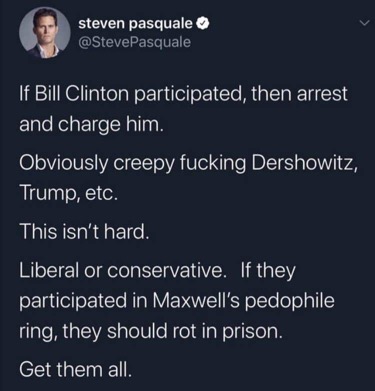 steven pasquale
@StevePasquale
If Bill Clinton participated, then arrest
and charge him.
Obviously creepy fucking Dershowitz,
Trump, etc.
This isn’t hard.
Liberal or conservative. If they
participated in Maxwell’s pedophile
ring, they should rot in prison.
Get them all.